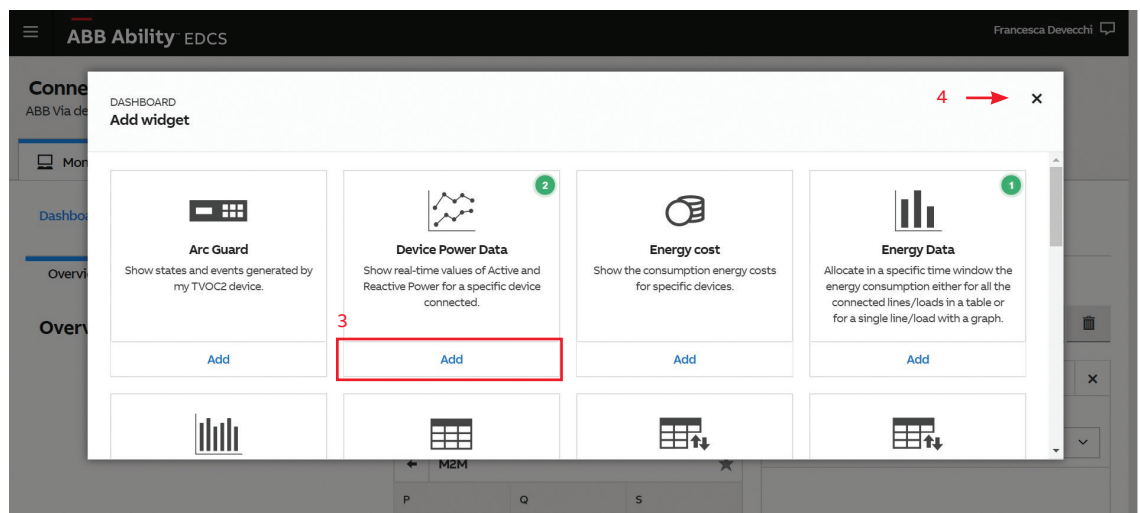 ABB Ability™ EDCS
Francesca Devecchi
Conne
ABB Via de
DASHBOARD
Add widget
4
Mon
Dashboa
Overvi
Overv
2
1
Arc Guard
Show states and events generated by
my TVOC2 device.
Device Power Data
Show real-time values of Active and
Reactive Power for a specific device
connected.
Energy cost
Show the consumption energy costs
for specific devices.
Energy Data
Allocate in a specific time window the
energy consumption either for all the
connected lines/loads in a table or
for a single line/load with a graph.
3
Add
Add
Add
Add
M2M
P
Q
S